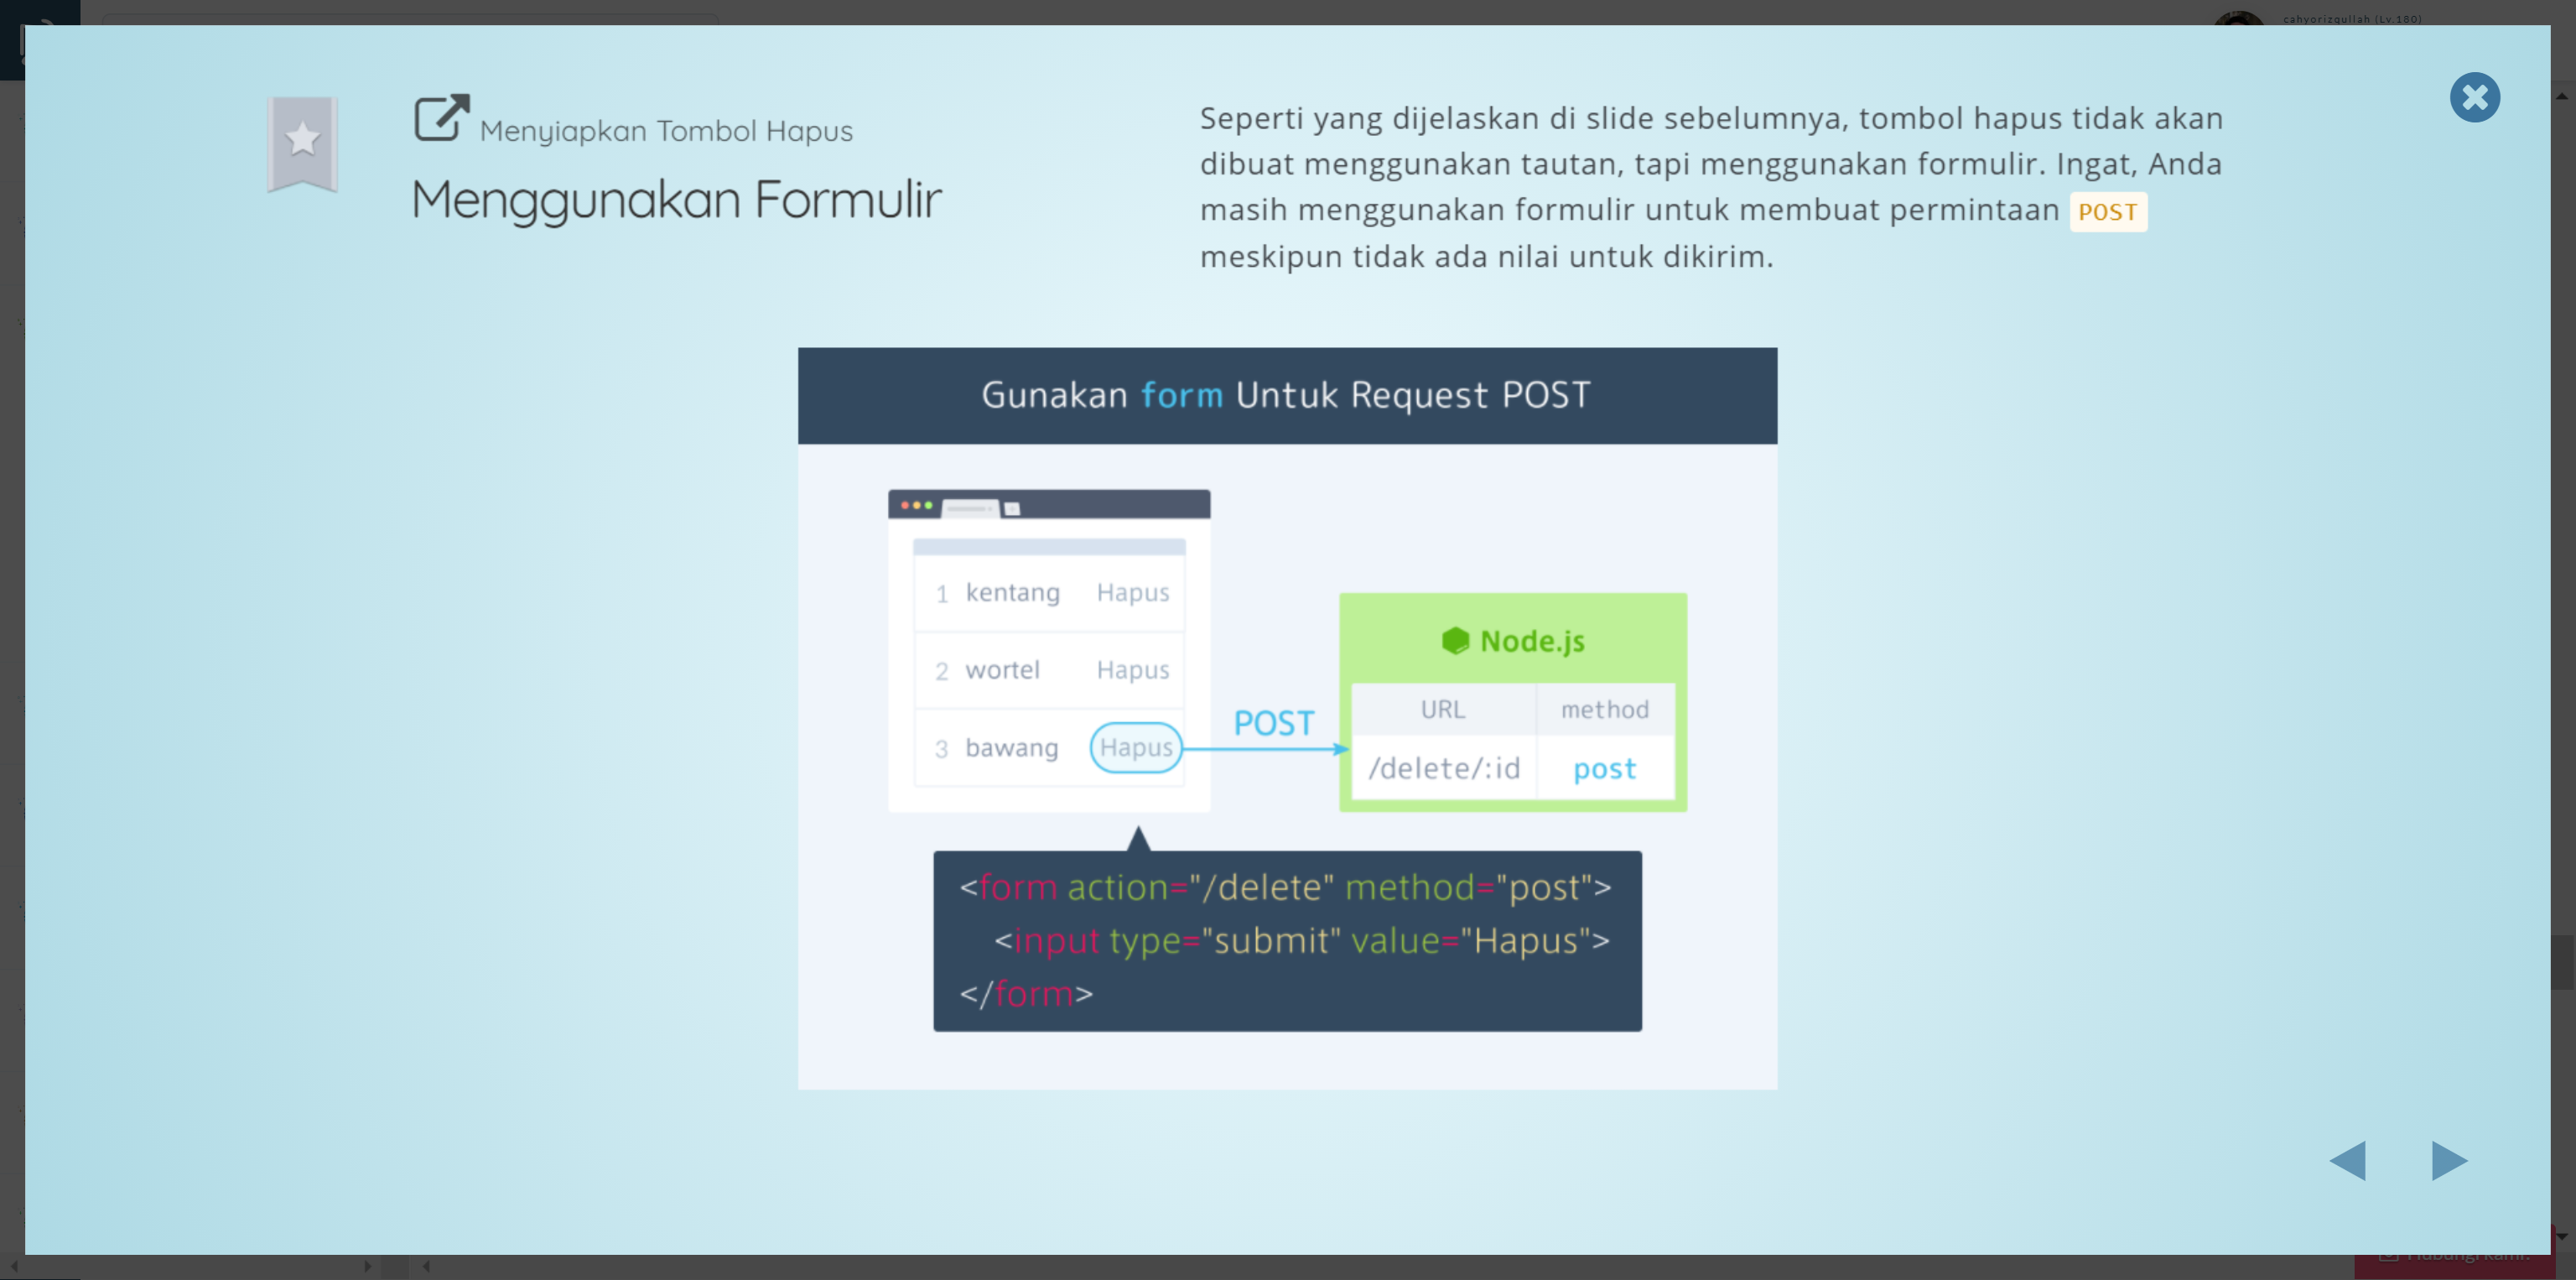 cahyorizqullah (Lv.180)
Menyiapkan Tombol Hapus
Menggunakan Formulir
Seperti yang dijelaskan di slide sebelumnya, tombol hapus tidak akan
dibuat menggunakan tautan, tapi menggunakan formulir. Ingat, Anda
masih menggunakan formulir untuk membuat permintaan POST
meskipun tidak ada nilai untuk dikirim.
Gunakan form Untuk Request POST
1 kentang Hapus
2 wortel Hapus
3 bawang Hapus
POST
Node.js
URL method
/delete/:id post
<form action="/delete" method="post">
<input type="submit" value="Hapus">
</form>